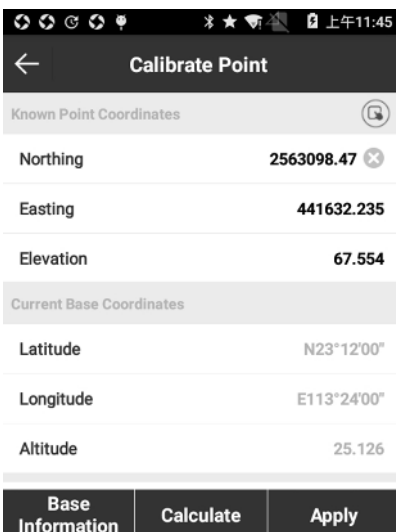 上午11:45
Calibrate Point
Known Point Coordinates
Northing 2563098.47
Easting 441632.235
Elevation 67.554
Current Base Coordinates
Latitude N23°12'00"
Longitude E113°24'00"
Altitude 25.126
Base
Information Calculate Apply